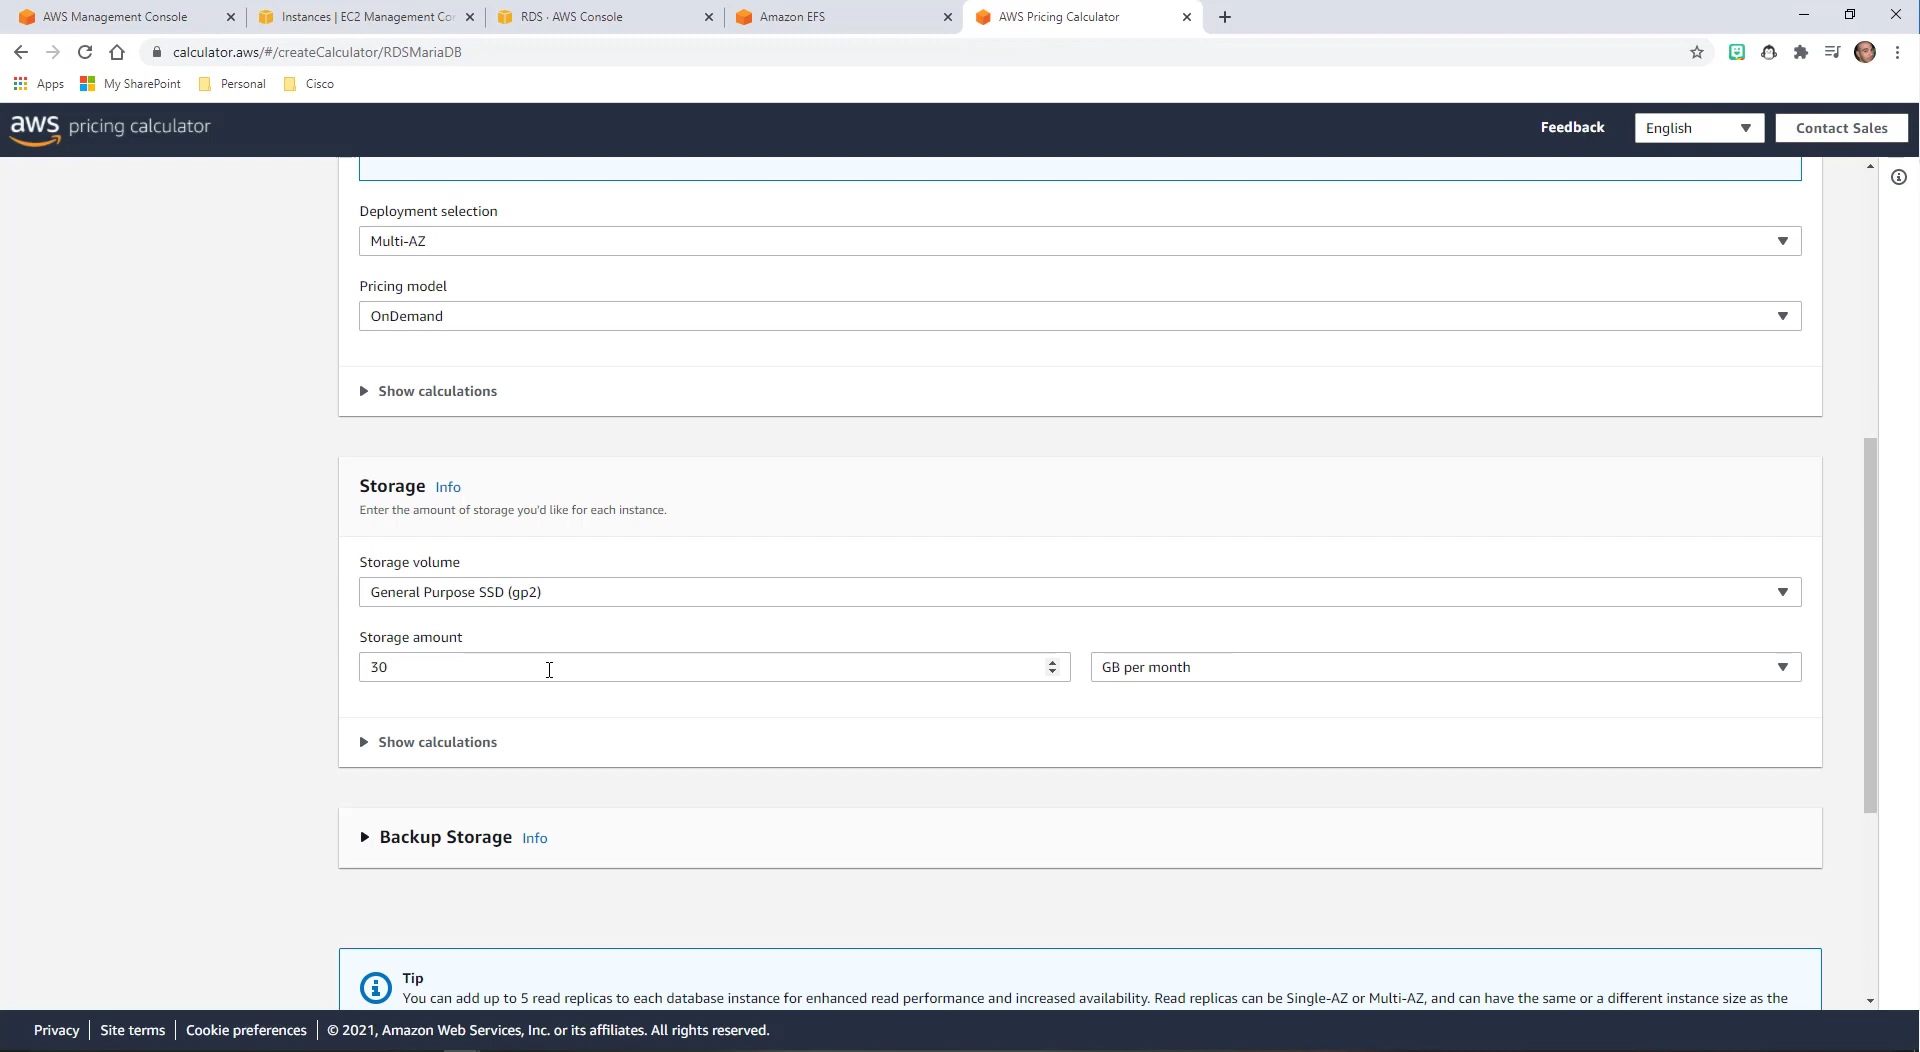 AWS Management Console
Instances | EC2 Management Co
RDS · AWS Console
Amazon EFS
AWS Pricing Calculator
calculator.aws/#/createCalculator/RDSMariaDB
Apps
My SharePoint
Personal
Cisco
aws pricing calculator
Feedback
English
Contact Sales
Deployment selection
Multi-AZ
Pricing model
OnDemand
Show calculations
Storage Info
Enter the amount of storage you'd like for each instance.
Storage volume
General Purpose SSD (gp2)
Storage amount
30
GB per month
Show calculations
Backup Storage Info
Tip
You can add up to 5 read replicas to each database instance for enhanced read performance and increased availability. Read replicas can be Single-AZ or Multi-AZ, and can have the same or a different instance size as the
Privacy | Site terms | Cookie preferences | © 2021, Amazon Web Services, Inc. or its affiliates. All rights reserved.